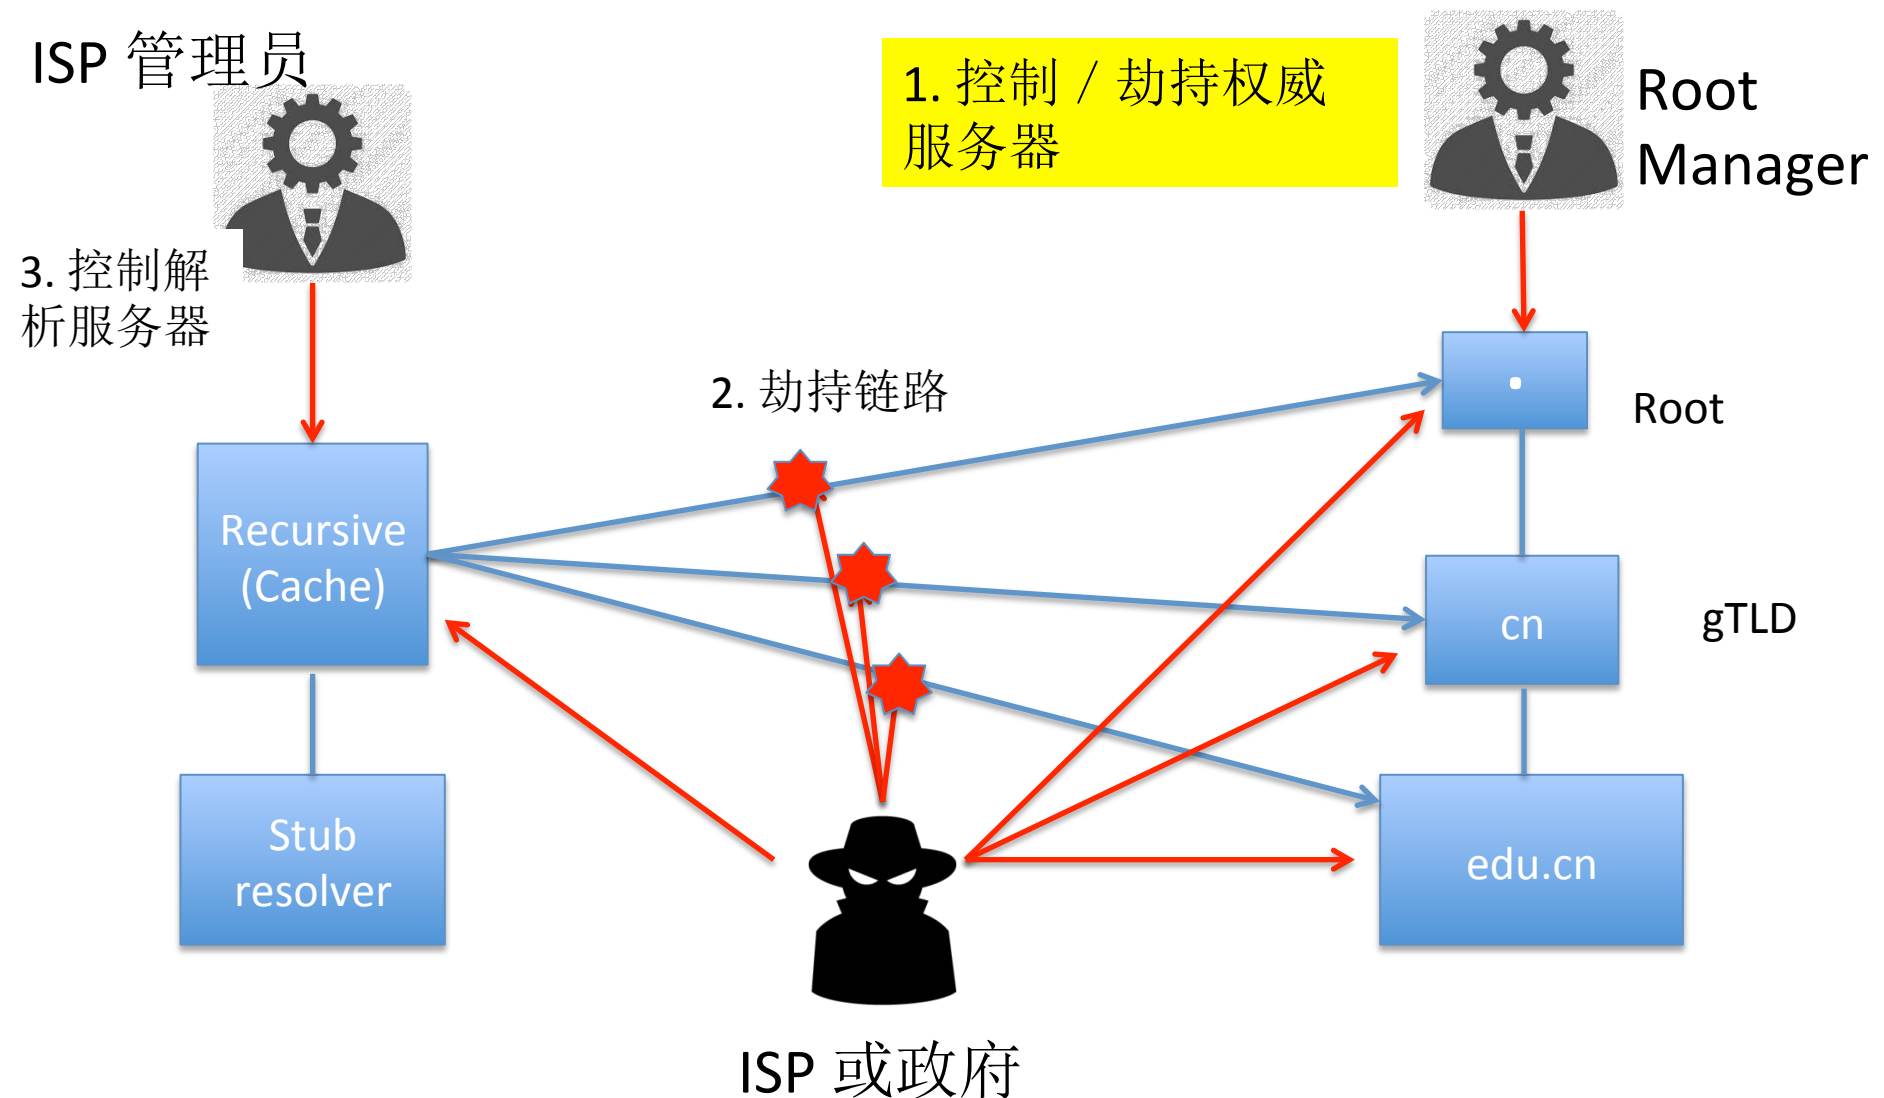 ISP 管理员
1. 控制 / 劫持权威
服务器
Root
Manager
3. 控制解
析服务器
2. 劫持链路
.
Root
Recursive
(Cache)
cn
gTLD
Stub
resolver
edu.cn
ISP 或政府